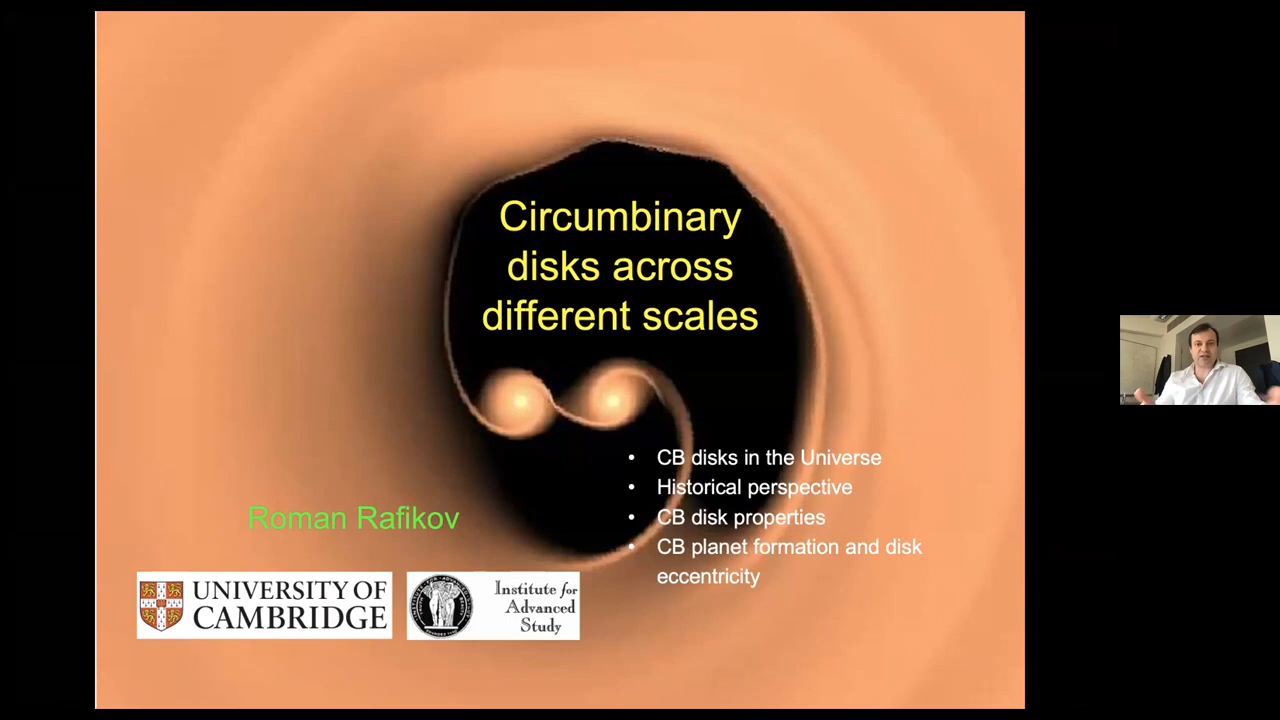 Circumbinary
disks across
different scales
• CB disks in the Universe
• Historical perspective
• CB disk properties
• CB planet formation and disk
eccentricity
Roman Rafikov
UNIVERSITY OF
CAMBRIDGE
Institute for
Advanced
Study